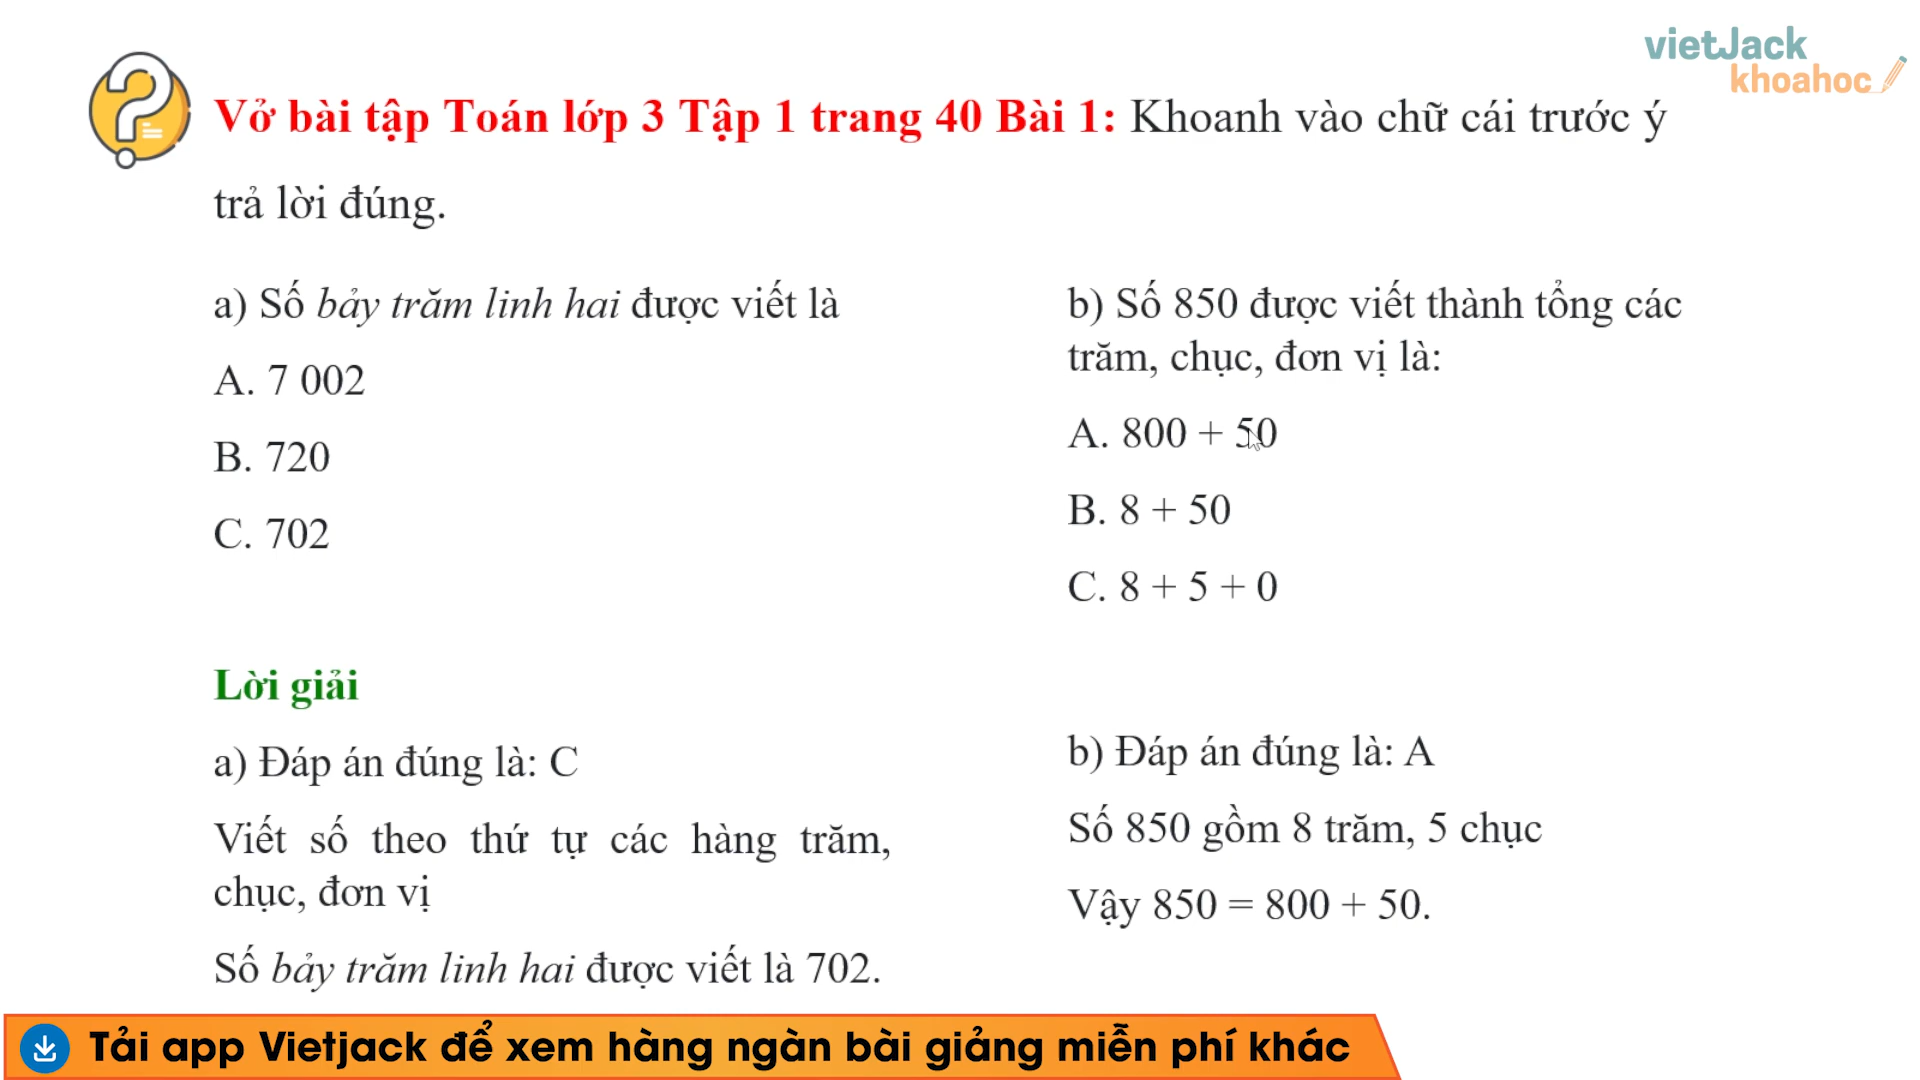 vietJack
khoahoc
Vở bài tập Toán lớp 3 Tập 1 trang 40 Bài 1: Khoanh vào chữ cái trước ý
trả lời đúng.
a) Số bảy trăm linh hai được viết là
A. 7 002
B. 720
C. 702
b) Số 850 được viết thành tổng các
trăm, chục, đơn vị là:
A. 800 + 50
B. 8 + 50
C. 8 + 5 + 0
Lời giải
a) Đáp án đúng là: C
Viết số theo thứ tự các hàng trăm,
chục, đơn vị
Số bảy trăm linh hai được viết là 702.
b) Đáp án đúng là: A
Số 850 gồm 8 trăm, 5 chục
Vậy 850 = 800 + 50.
Tải app Vietjack để xem hàng ngàn bài giảng miễn phí khác